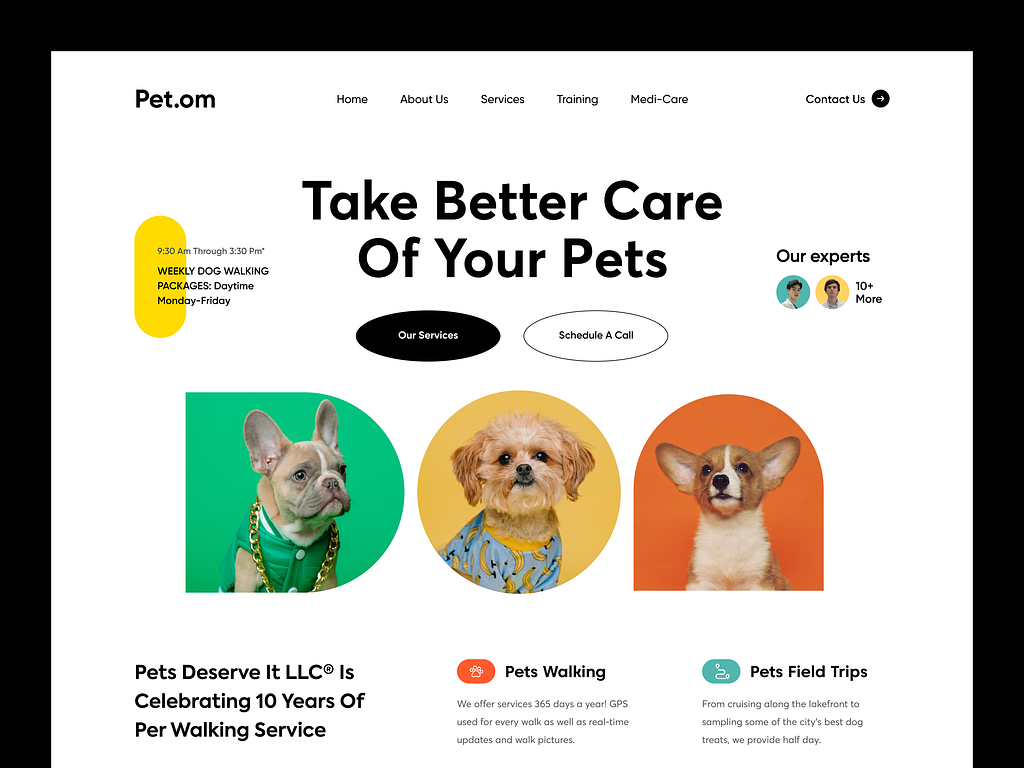 Pet.om
Home
About Us
Services
Training
Medi-Care
Contact Us
Take Better Care
Of Your Pets
9:30 Am Through 3:30 Pm*
WEEKLY DOG WALKING
PACKAGES: Daytime
Monday-Friday
Our experts
10+
More
Our Services
Schedule A Call
Pets Deserve It LLC® Is
Celebrating 10 Years Of
Per Walking Service
Pets Walking
We offer services 365 days a year! GPS
used for every walk as well as real-time
updates and walk pictures.
Pets Field Trips
From cruising along the lakefront to
sampling some of the city's best dog
treats, we provide half day.